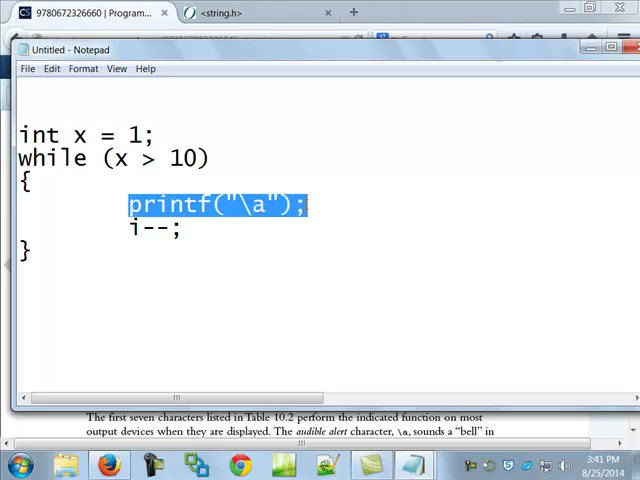 9780672326660 | Program...
<string.h>
Untitled - Notepad
File Edit Format View Help
int x = 1;
while (x > 10)
{
printf("\a");
i--;
}
The first seven characters listed in Table 10.2 perform the indicated function on most
output devices when they are displayed. The audible alert character, \a, sounds a “bell” in
3:41 PM
8/25/2014